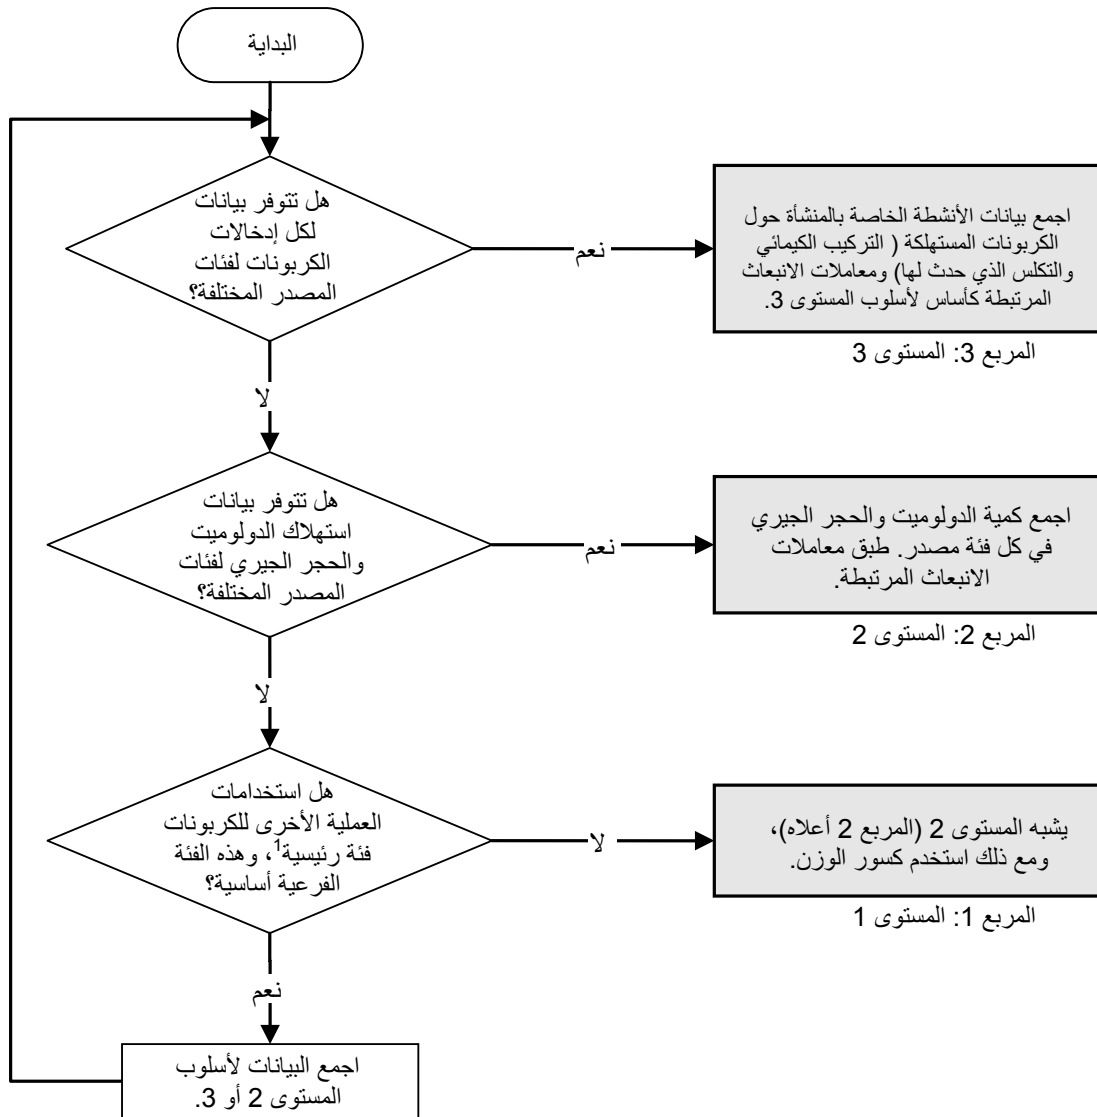 البداية
هل تتوفر بيانات
لكل إدخالات
الكربونات لفئات
المصدر المختلفة؟
نعم
اجمع بيانات الأنشطة الخاصة بالمنشأة حول
الكربونات المستهلكة ( التركيب الكيمائي
والتكلس الذي حدث لها) ومعاملات الانبعاث
المرتبطة كأساس لأسلوب المستوى 3.
المربع 3: المستوى 3
لا
هل تتوفر بيانات
استهلاك الدولوميت
والحجر الجيري لفئات
المصدر المختلفة؟
نعم
اجمع كمية الدولوميت والحجر الجيري
في كل فئة مصدر. طبق معاملات
الانبعاث المرتبطة.
المربع 2: المستوى 2
لا
هل استخدامات
العملية الأخرى للكربونات
فئة رئيسية¹، وهذه الفئة
الفرعية أساسية؟
لا
يشبه المستوى 2 (المربع 2 أعلاه)،
ومع ذلك استخدم كسور الوزن.
المربع 1: المستوى 1
نعم
اجمع البيانات لأسلوب
المستوى 2 أو 3.